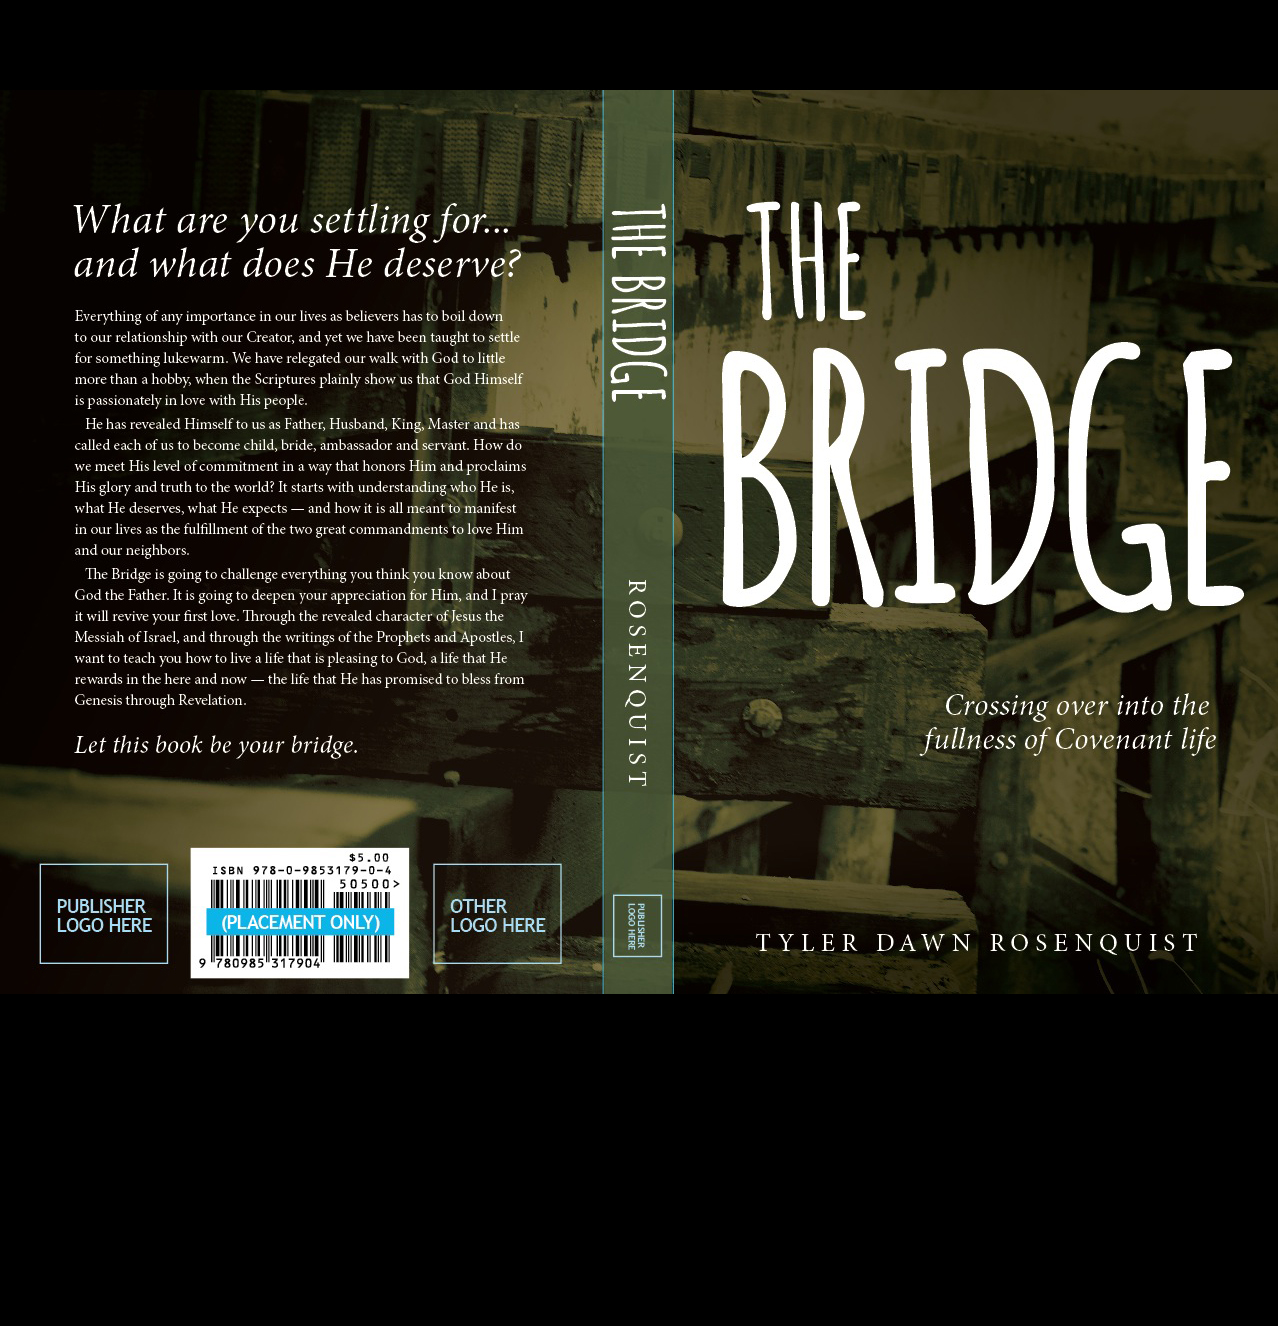 What are you settling for...
and what does He deserve?
Everything of any importance in our lives as believers has to boil down
to our relationship with our Creator, and yet we have been taught to settle
for something lukewarm. We have relegated our walk with God to little
more than a hobby, when the Scriptures plainly show us that God Himself
is passionately in love with His people.
He has revealed Himself to us as Father, Husband, King, Master and has
called each of us to become child, bride, ambassador and servant. How do
we meet His level of commitment in a way that honors Him and proclaims
His glory and truth to the world? It starts with understanding who He is,
what He deserves, what He expects — and how it is all meant to manifest
in our lives as the fulfillment of the two great commandments to love Him
and our neighbors.
The Bridge is going to challenge everything you think you know about
God the Father. It is going to deepen your appreciation for Him, and I pray
it will revive your first love. Through the revealed character of Jesus the
Messiah of Israel, and through the writings of the Prophets and Apostles, I
want to teach you how to live a life that is pleasing to God, a life that He
rewards in the here and now — the life that He has promised to bless from
Genesis through Revelation.
Let this book be your bridge.
PUBLISHER
LOGO HERE
$5.00
ISBN 978-0-9853179-0-4
50500>
(PLACEMENT ONLY)
9 780985 317904
OTHER
LOGO HERE
THE BRIDGE
ROSENQUIST
PUBLISHER
LOGO HERE
THE
BRIDGE
Crossing over into the
fullness of Covenant life
TYLER DAWN ROSENQUIST